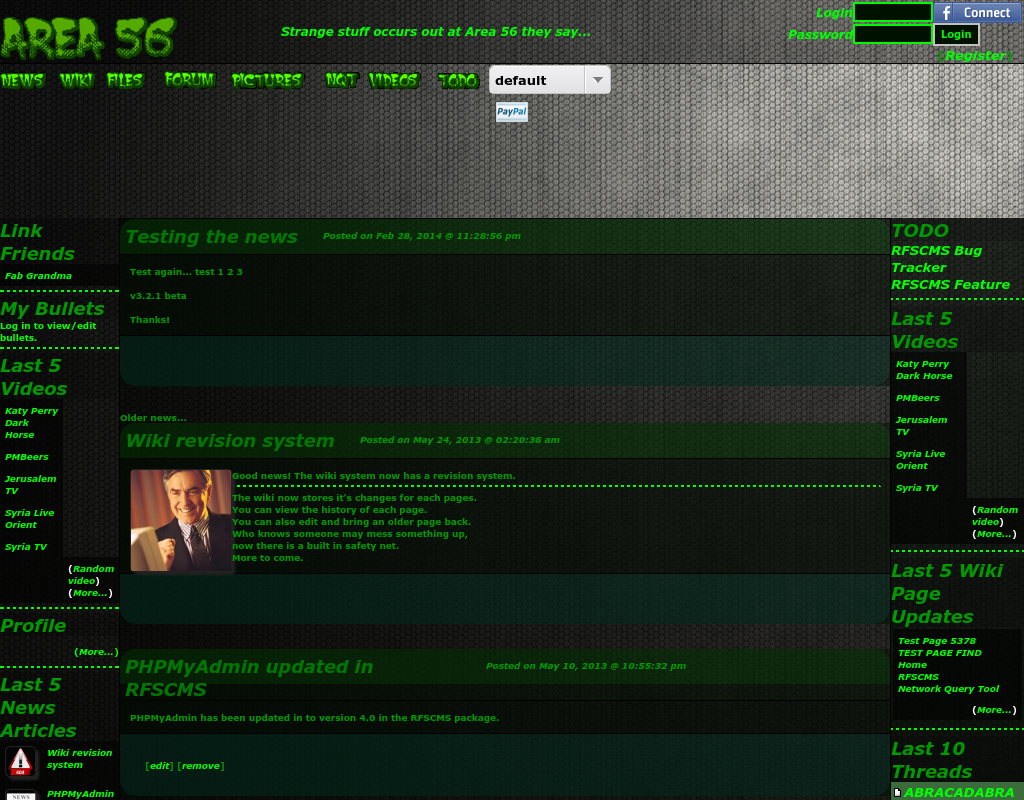 AREA 56
Strange stuff occurs out at Area 56 they say...
Login
Connect
Password
Login
(Register)
NEWS WIKI FILES FORUM PICTURES NQT VIDEOS TODO default
PayPal
Link
Friends
Fab Grandma
My Bullets
Log in to view/edit
bullets.
Last 5
Videos
Katy Perry
Dark
Horse
PMBeers
Jerusalem
TV
Syria Live
Orient
Syria TV
(Random
video)
(More...)
Profile
(More...)
Last 5
News
Articles
404
Wiki revision
system
NEWS
PHPMyAdmin
Testing the news Posted on Feb 28, 2014 @ 11:28:56 pm
Test again... test 1 2 3
v3.2.1 beta
Thanks!
Older news...
Wiki revision system Posted on May 24, 2013 @ 02:20:38 am
Good news! The wiki system now has a revision system.
The wiki now stores it's changes for each pages.
You can view the history of each page.
You can also edit and bring an older page back.
Who knows someone may mess something up,
now there is a built in safety net.
More to come.
PHPMyAdmin updated in
RFSCMS
Posted on May 10, 2013 @ 10:55:32 pm
PHPMyAdmin has been updated in to version 4.0 in the RFSCMS package.
[edit] [remove]
TODO
RFSCMS Bug
Tracker
RFSCMS Feature
Last 5
Videos
Katy Perry
Dark Horse
PMBeers
Jerusalem
TV
Syria Live
Orient
Syria TV
(Random
video)
(More...)
Last 5 Wiki
Page
Updates
Test Page 5378
TEST PAGE FIND
Home
RFSCMS
Network Query Tool
(More...)
Last 10
Threads
ABRACADABRA